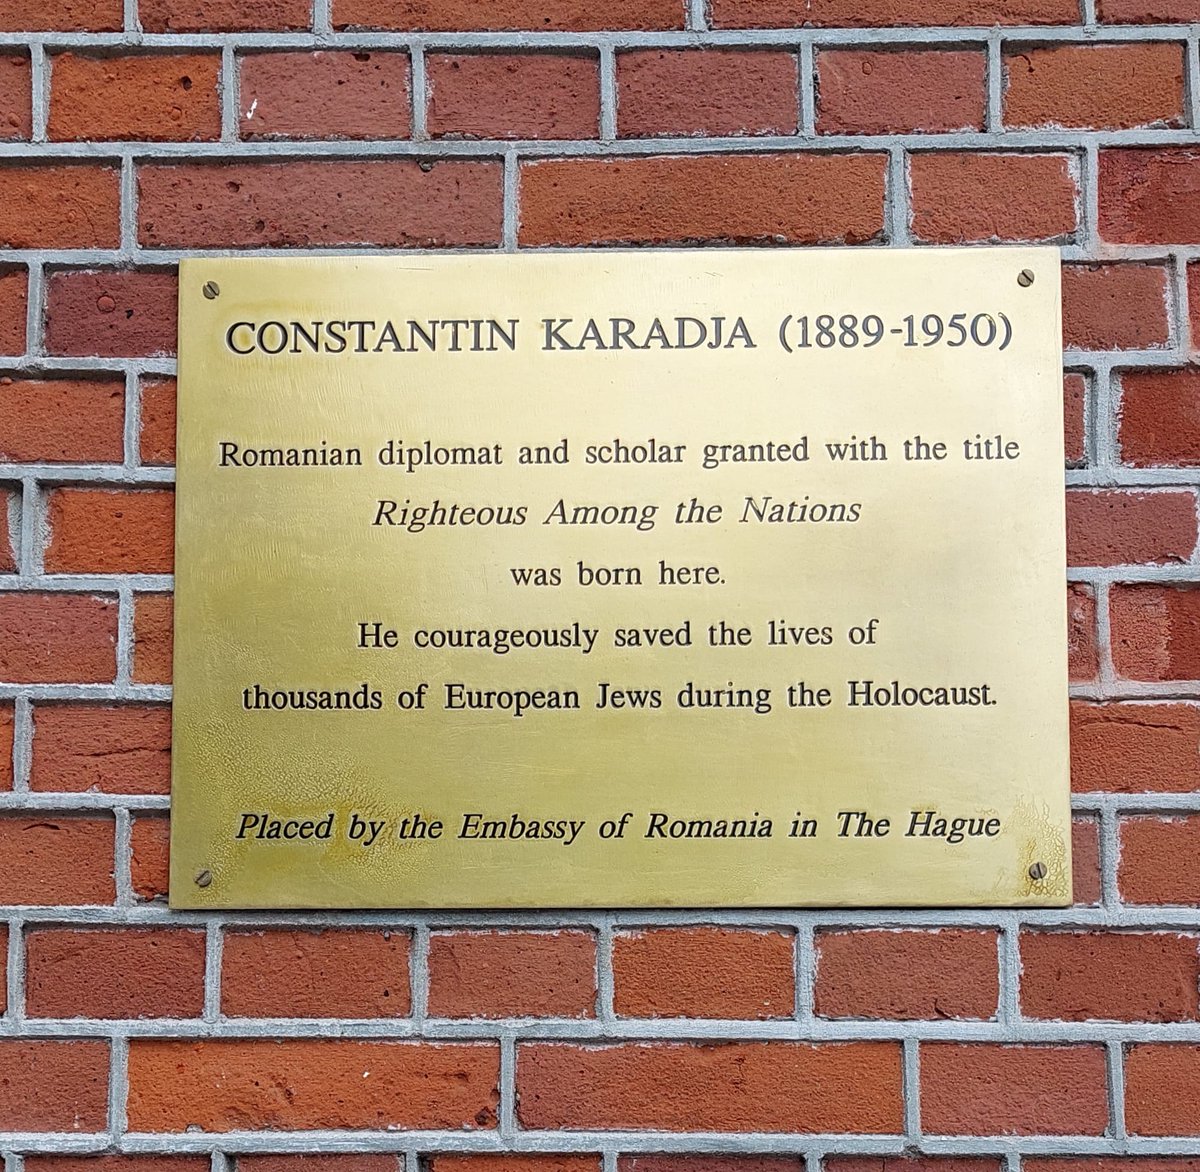 CONSTANTIN KARADJA (1889-1950)
Romanian diplomat and scholar granted with the title
Righteous Among the Nations
was born here.
He courageously saved the lives of
thousands of European Jews during the Holocaust.
Placed by the Embassy of Romania in The Hague